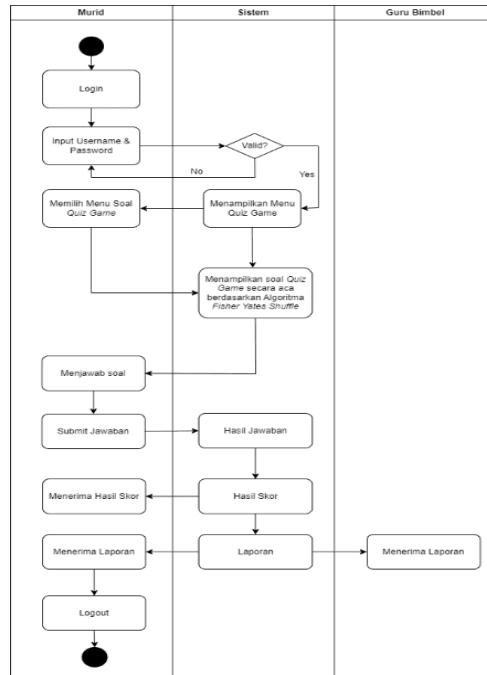 Murid
Sistem
Guru Bimbel
Login
Input Username &
Password
Valid?
No
Yes
Memilih Menu Soal
Quiz Game
Menampilkan Menu
Quiz Game
Menampilkan soal Quiz
Game secara aca
berdasarkan Algoritma
Fisher Yates Shuffle
Menjawab soal
Submit Jawaban
Hasil Jawaban
Menerima Hasil Skor
Hasil Skor
Menerima Laporan
Laporan
Menerima Laporan
Logout